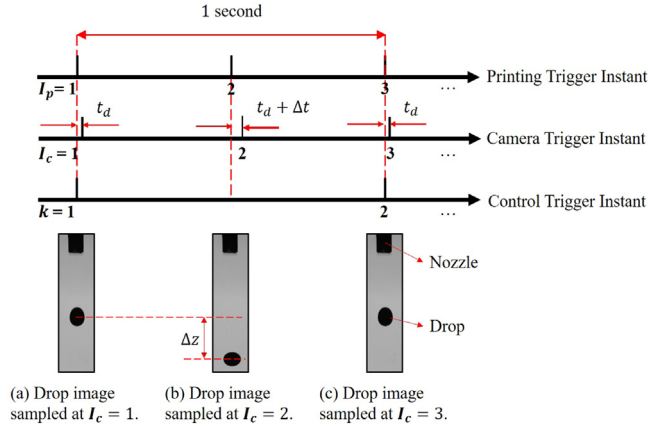 1 second
I_p = 1 2 3 ... Printing Trigger Instant
t_d t_d + Δt t_d
I_c = 1 2 3 ... Camera Trigger Instant
k = 1 2 ... Control Trigger Instant
Nozzle
Drop
Δz
(a) Drop image
sampled at I_c = 1.
(b) Drop image
sampled at I_c = 2.
(c) Drop image
sampled at I_c = 3.